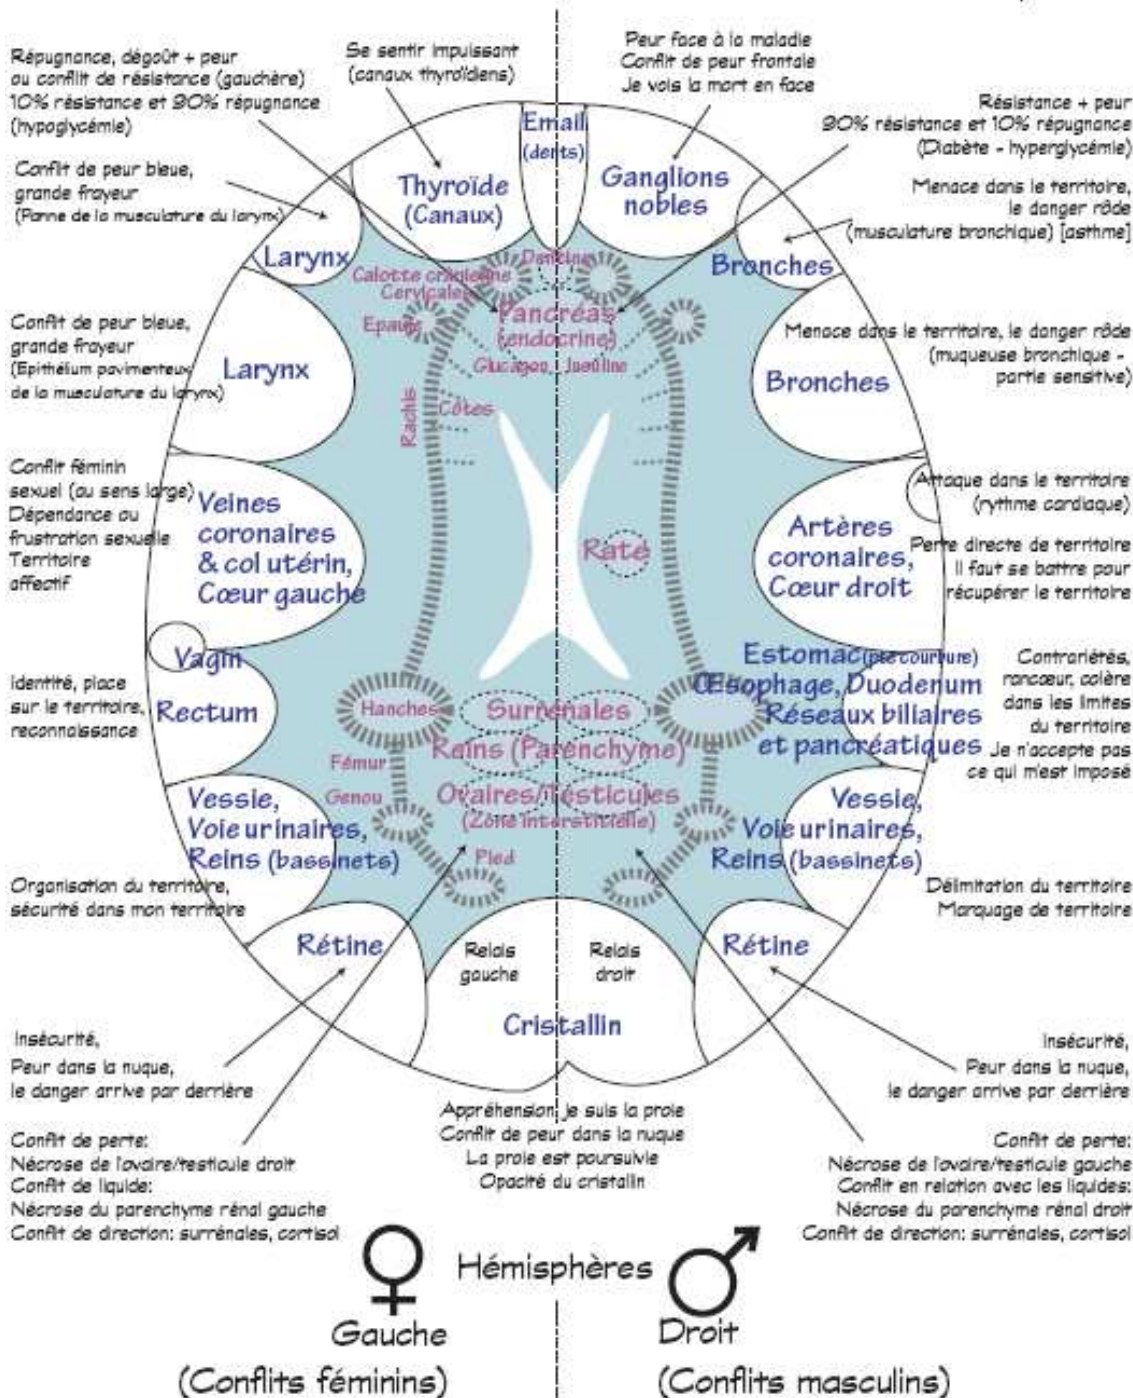 Répugnance, dégoût + peur
ou conflit de résistance (gauchère)
10% résistance et 90% répugnance
(hypoglycémie)
Se sentir impuissant
(canaux thyroïdiens)
Peur face à la maladie
Conflit de peur frontale
Je vois la mort en face
Résistance + peur
90% résistance et 10% répugnance
(Diabète - hyperglycémie)
Conflit de peur bleue,
grande frayeur
(Panne de la musculature du larynx)
Menace dans le territoire,
le danger rôde
(musculature bronchique) [asthme]
Email
(dents)
Thyroïde
(Canaux)
Ganglions
nobles
Larynx
Bronches
Dentine
Calotte crânienne
Cervicales
Epaule
Pancréas
(endocrine)
Glucagon Insuline
Conflit de peur bleue,
grande frayeur
(Epithélium pavimenteux
de la musculature du larynx)
Larynx
Menace dans le territoire, le danger rôde
(muqueuse bronchique -
partie sensitive)
Bronches
Rachis
Côtes
Conflit féminin
sexuel (au sens large)
Dépendance ou
frustration sexuelle
Territoire
affectif
Veines
coronaires
& col utérin,
Cœur gauche
Rate
Artères
coronaires,
Cœur droit
Attaque dans le territoire
(rythme cardiaque)
Perte directe de territoire
Il faut se battre pour
récupérer le territoire
Vagin
Rectum
Identité, place
sur le territoire,
reconnaissance
Hanches
Surrénales
Reins (Parenchyme)
Fémur
Genou
Ovaires/Testicules
(Zone interstitielle)
Pied
Estomac (pte courbure)
Œsophage, Duodenum
Réseaux biliaires
et pancréatiques
Contrariétés,
rancœur, colère
dans les limites
du territoire
Je n'accepte pas
ce qui m'est imposé
Vessie,
Voie urinaires,
Reins (bassinets)
Vessie,
Voie urinaires,
Reins (bassinets)
Organisation du territoire,
sécurité dans mon territoire
Délimitation du territoire
Marquage de territoire
Rétine
Relais
gauche
Relais
droit
Rétine
Cristallin
Insécurité,
Peur dans la nuque,
le danger arrive par derrière
Insécurité,
Peur dans la nuque,
le danger arrive par derrière
Appréhension je suis la proie
Conflit de peur dans la nuque
La proie est poursuivie
Opacité du cristallin
Conflit de perte:
Nécrose de l'ovaire/testicule droit
Conflit de liquide:
Nécrose du parenchyme rénal gauche
Conflit de direction: surrénales, cortisol
Conflit de perte:
Nécrose de l'ovaire/testicule gauche
Conflit en relation avec les liquides:
Nécrose du parenchyme rénal droit
Conflit de direction: surrénales, cortisol
Hémisphères
Gauche
Droit
(Conflits féminins)
(Conflits masculins)